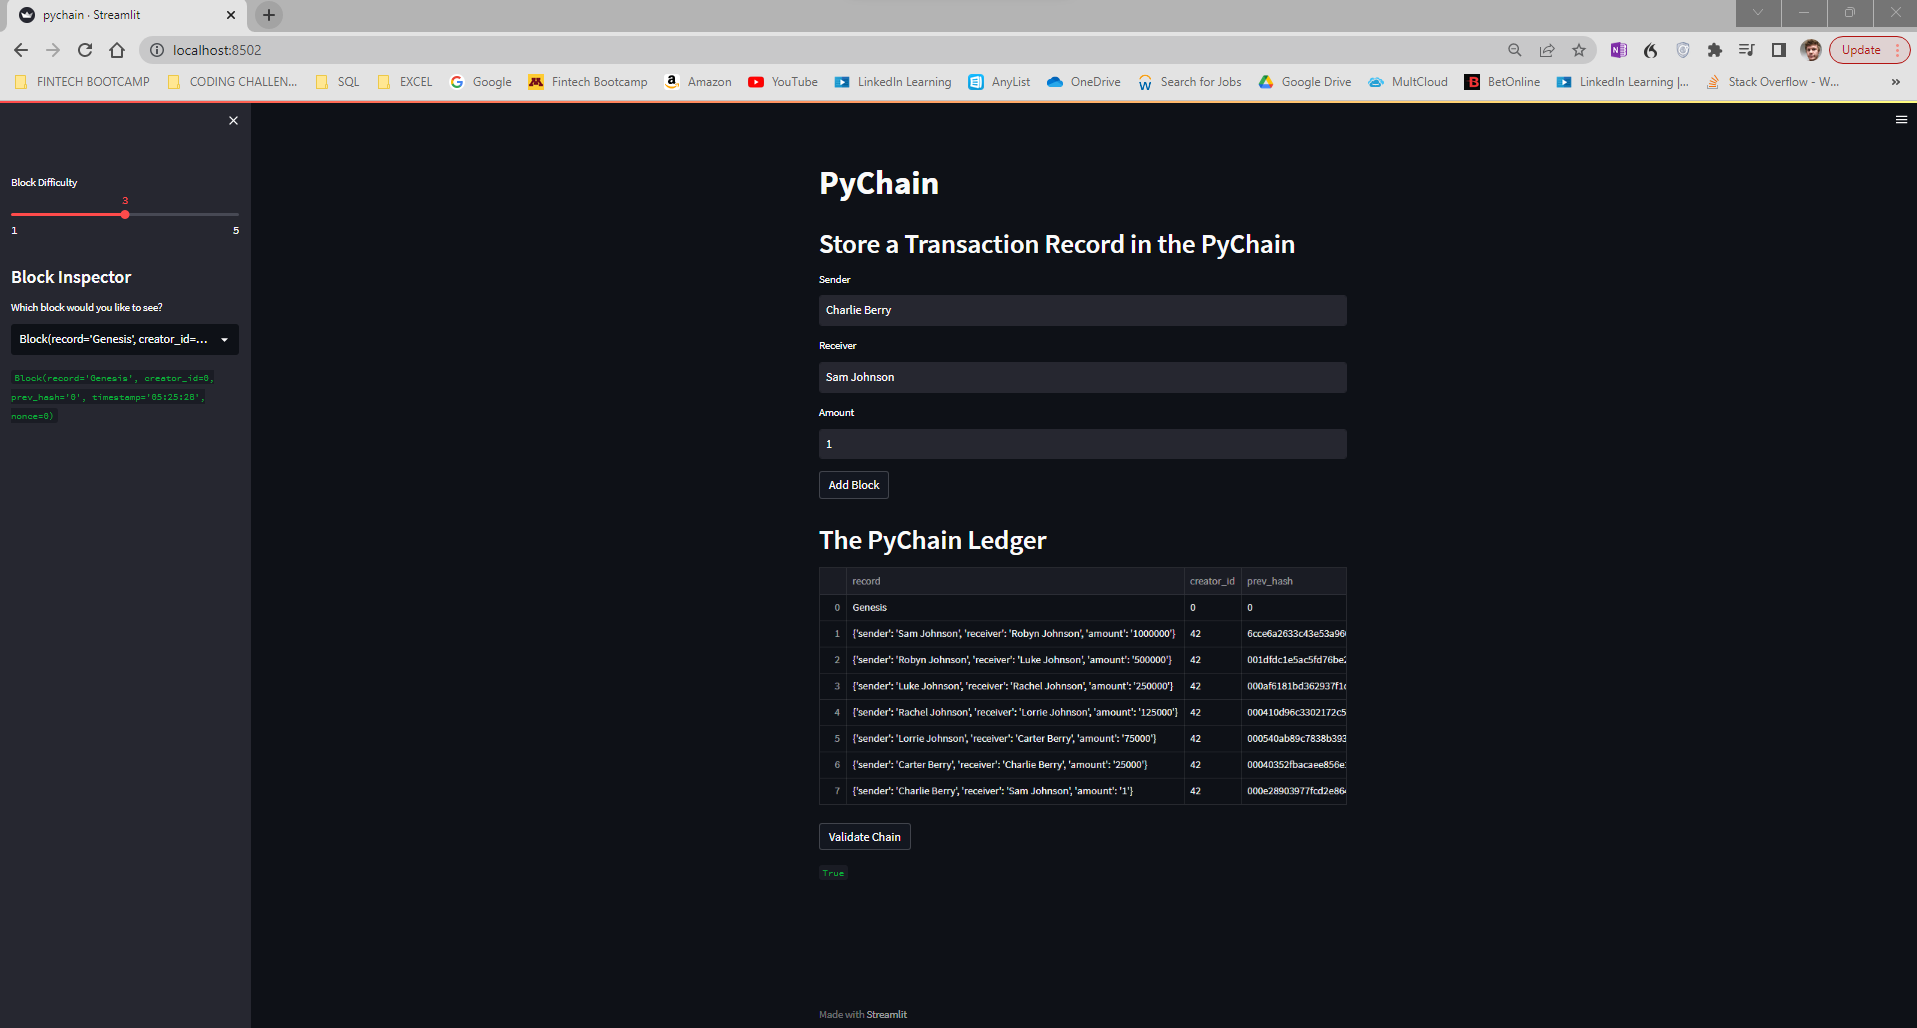 pychain · Streamlit
localhost:8502
Update
FINTECH BOOTCAMP
CODING CHALLEN...
SQL
EXCEL
Google
Fintech Bootcamp
Amazon
YouTube
LinkedIn Learning
AnyList
OneDrive
Search for Jobs
Google Drive
MultCloud
BetOnline
LinkedIn Learning |...
Stack Overflow - W...
Block Difficulty
3
1 5
Block Inspector
Which block would you like to see?
Block(record='Genesis', creator_id=...
Block(record='Genesis', creator_id=0,
prev_hash='0', timestamp='05:25:28',
nonce=0)
PyChain
Store a Transaction Record in the PyChain
Sender
Charlie Berry
Receiver
Sam Johnson
Amount
1
Add Block
The PyChain Ledger
record creator_id prev_hash
0 Genesis 0 0
1 {'sender': 'Sam Johnson', 'receiver': 'Robyn Johnson', 'amount': '1000000'} 42 6cce6a2633c43e53a96
2 {'sender': 'Robyn Johnson', 'receiver': 'Luke Johnson', 'amount': '500000'} 42 001dfdc1e5ac5fd76be2
3 {'sender': 'Luke Johnson', 'receiver': 'Rachel Johnson', 'amount': '250000'} 42 000af6181bd362937f1
4 {'sender': 'Rachel Johnson', 'receiver': 'Lorrie Johnson', 'amount': '125000'} 42 000410d96c3302172c5
5 {'sender': 'Lorrie Johnson', 'receiver': 'Carter Berry', 'amount': '75000'} 42 000540ab89c7838b393
6 {'sender': 'Carter Berry', 'receiver': 'Charlie Berry', 'amount': '25000'} 42 00040352fbacaee856e
7 {'sender': 'Charlie Berry', 'receiver': 'Sam Johnson', 'amount': '1'} 42 000e28903977fcd2e864
Validate Chain
True
Made with Streamlit